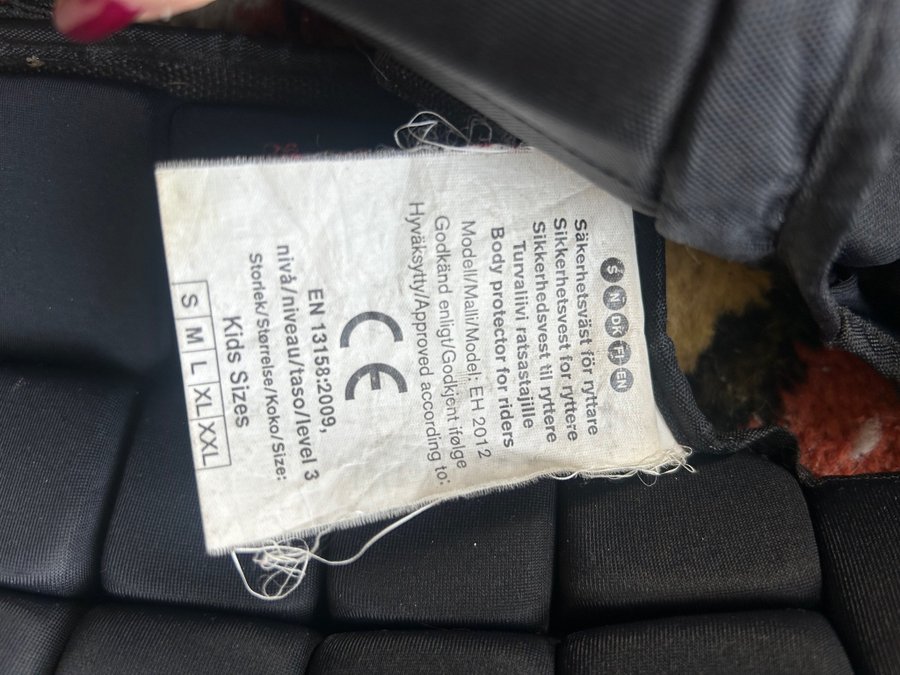 S N DK FI EN
Säkerhetsväst för ryttare
Sikkerhetsvest for ryttere
Sikkerhedsvest til ryttere
Turvaliivi ratsastajille
Body protector for riders
Modell/Mall/Model: EH 2012
Godkänd enligt/Godkjent ifølge
Hyväksytty/Approved according to:
CE
EN 13158:2009,
nivå/niveau/taso/level 3
Storlek/Størrelse/Koko/Size:
Kids Sizes
S M L XL XXL